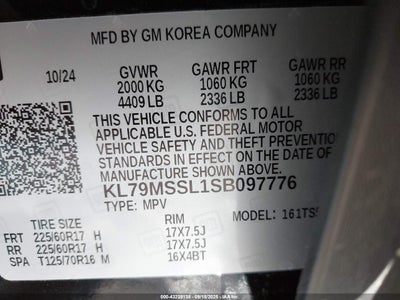 MFD BY GM KOREA COMPANY
10/24 GVWR GAWR FRT GAWR RR
2000 KG 1060 KG 1060 KG
4409 LB 2336 LB 2336 LB
THIS VEHICLE CONFORMS TO ALL
APPLICABLE U.S. FEDERAL MOTOR
VEHICLE SAFETY AND THEFT PREVENTION
STANDARDS IN EFFECT ON THE DATE OF
MANUFACTURE SHOWN ABOVE.
KL79MSSL1SB097776
TYPE: MPV MODEL:
TIRE SIZE RIM
FRT 225/60R17 H 17X7.5J
RR 225/60R17 H 17X7.5J
SPA T125/70R16 M 16X4BT